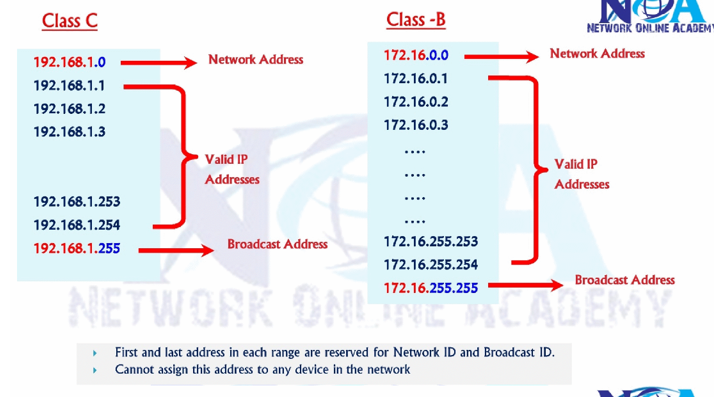 Class C
192.168.1.0
Network Address
192.168.1.1
192.168.1.2
192.168.1.3
Valid IP
Addresses
192.168.1.253
192.168.1.254
192.168.1.255
Broadcast Address
Class -B
172.16.0.0
Network Address
172.16.0.1
172.16.0.2
172.16.0.3
....
....
....
....
Valid IP
Addresses
172.16.255.253
172.16.255.254
172.16.255.255
Broadcast Address
NOA
NETWORK ONLINE ACADEMY
NETWORK ONLINE ACADEMY
First and last address in each range are reserved for Network ID and Broadcast ID.
Cannot assign this address to any device in the network